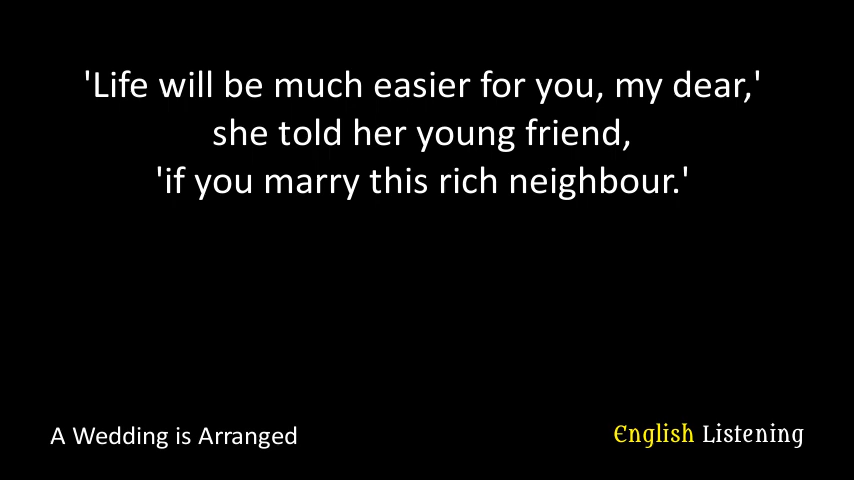 'Life will be much easier for you, my dear,'
she told her young friend,
'if you marry this rich neighbour.'
A Wedding is Arranged
English Listening